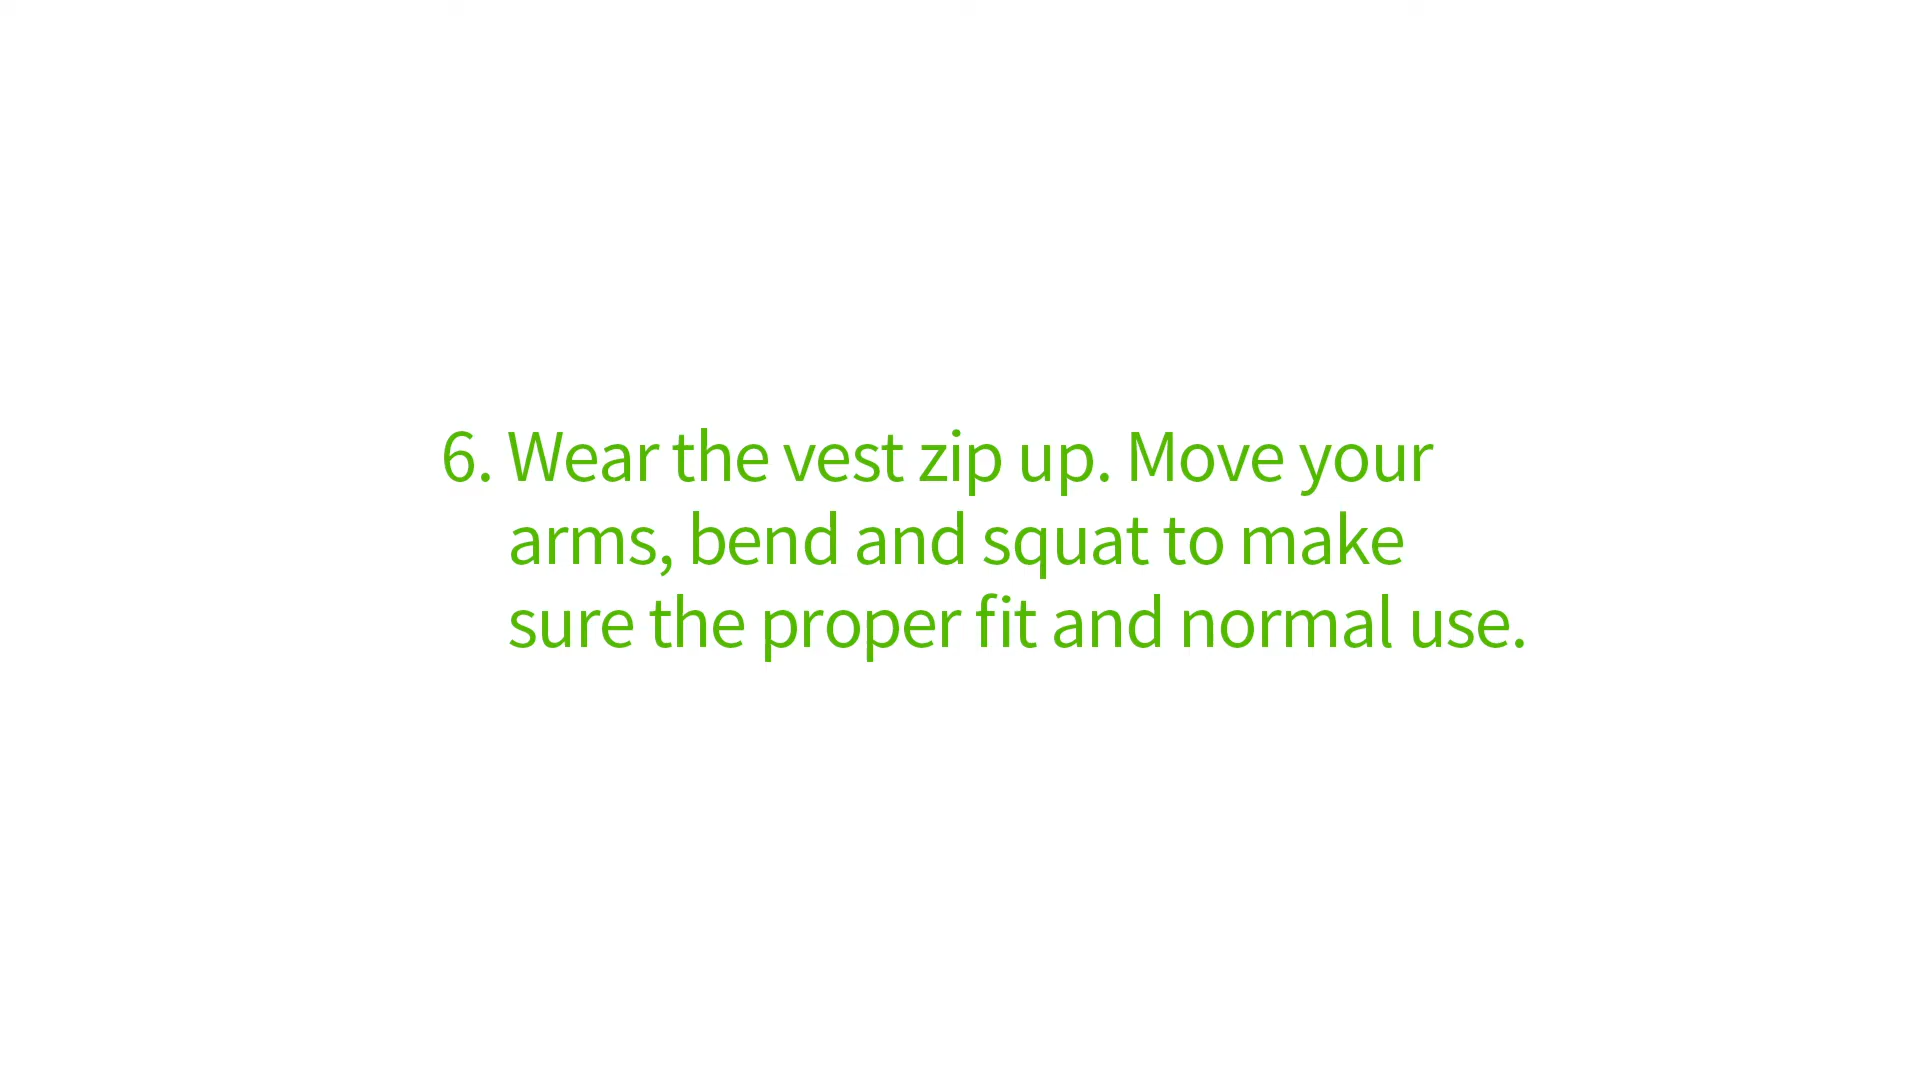 6. Wear the vest zip up. Move your
arms, bend and squat to make
sure the proper fit and normal use.